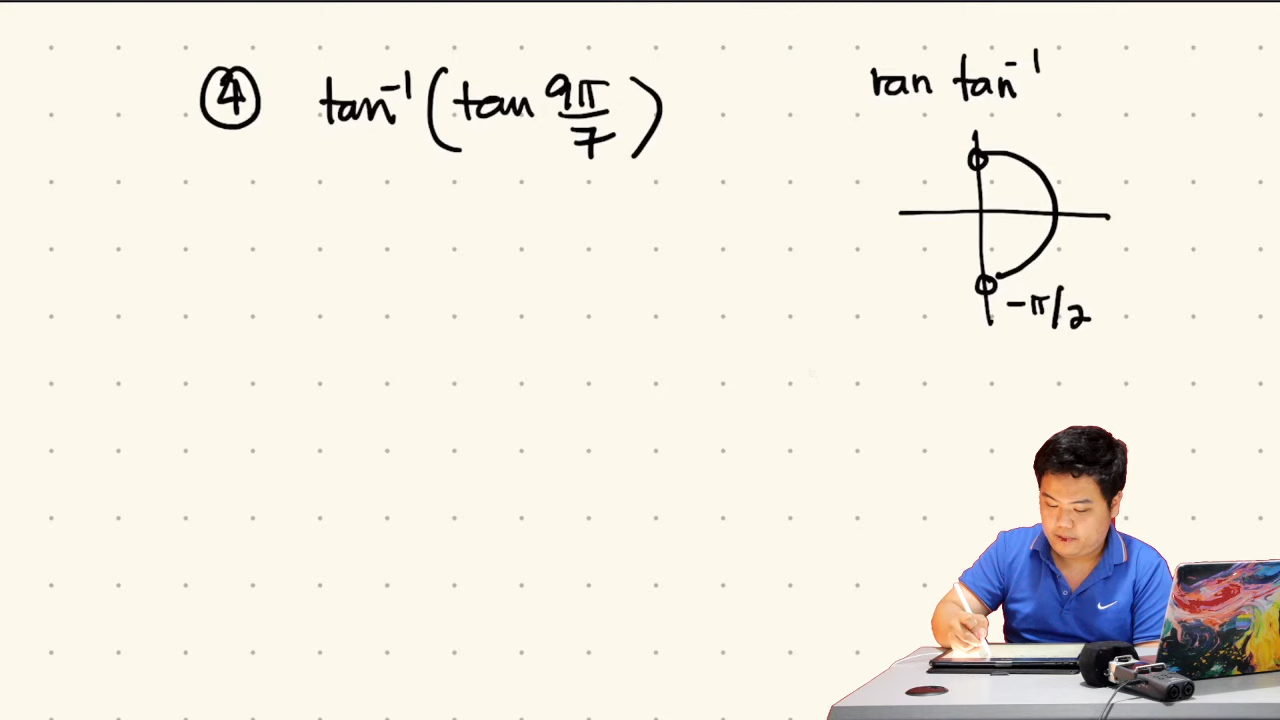 ④ tan⁻¹(tan 9π/7)
ran tan⁻¹
-π/2